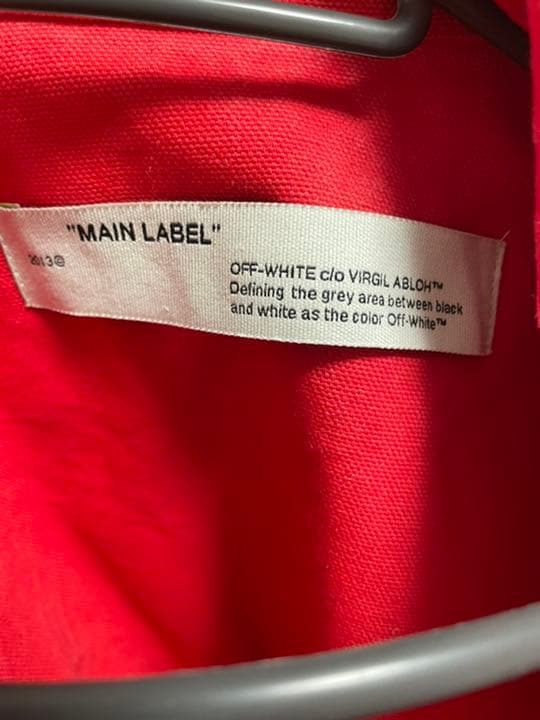 "MAIN LABEL"
2013©
OFF-WHITE c/o VIRGIL ABLOH™
Defining the grey area between black
and white as the color Off-White™